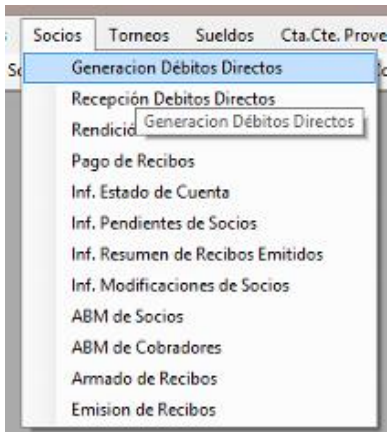 Socios Torneos Sueldos Cta.Cte. Prove
Generacion Débitos Directos
Recepción Debitos Directos
Generacion Débitos Directos
Pago de Recibos
Inf. Estado de Cuenta
Inf. Pendientes de Socios
Inf. Resumen de Recibos Emitidos
Inf. Modificaciones de Socios
ABM de Socios
ABM de Cobradores
Armado de Recibos
Emision de Recibos